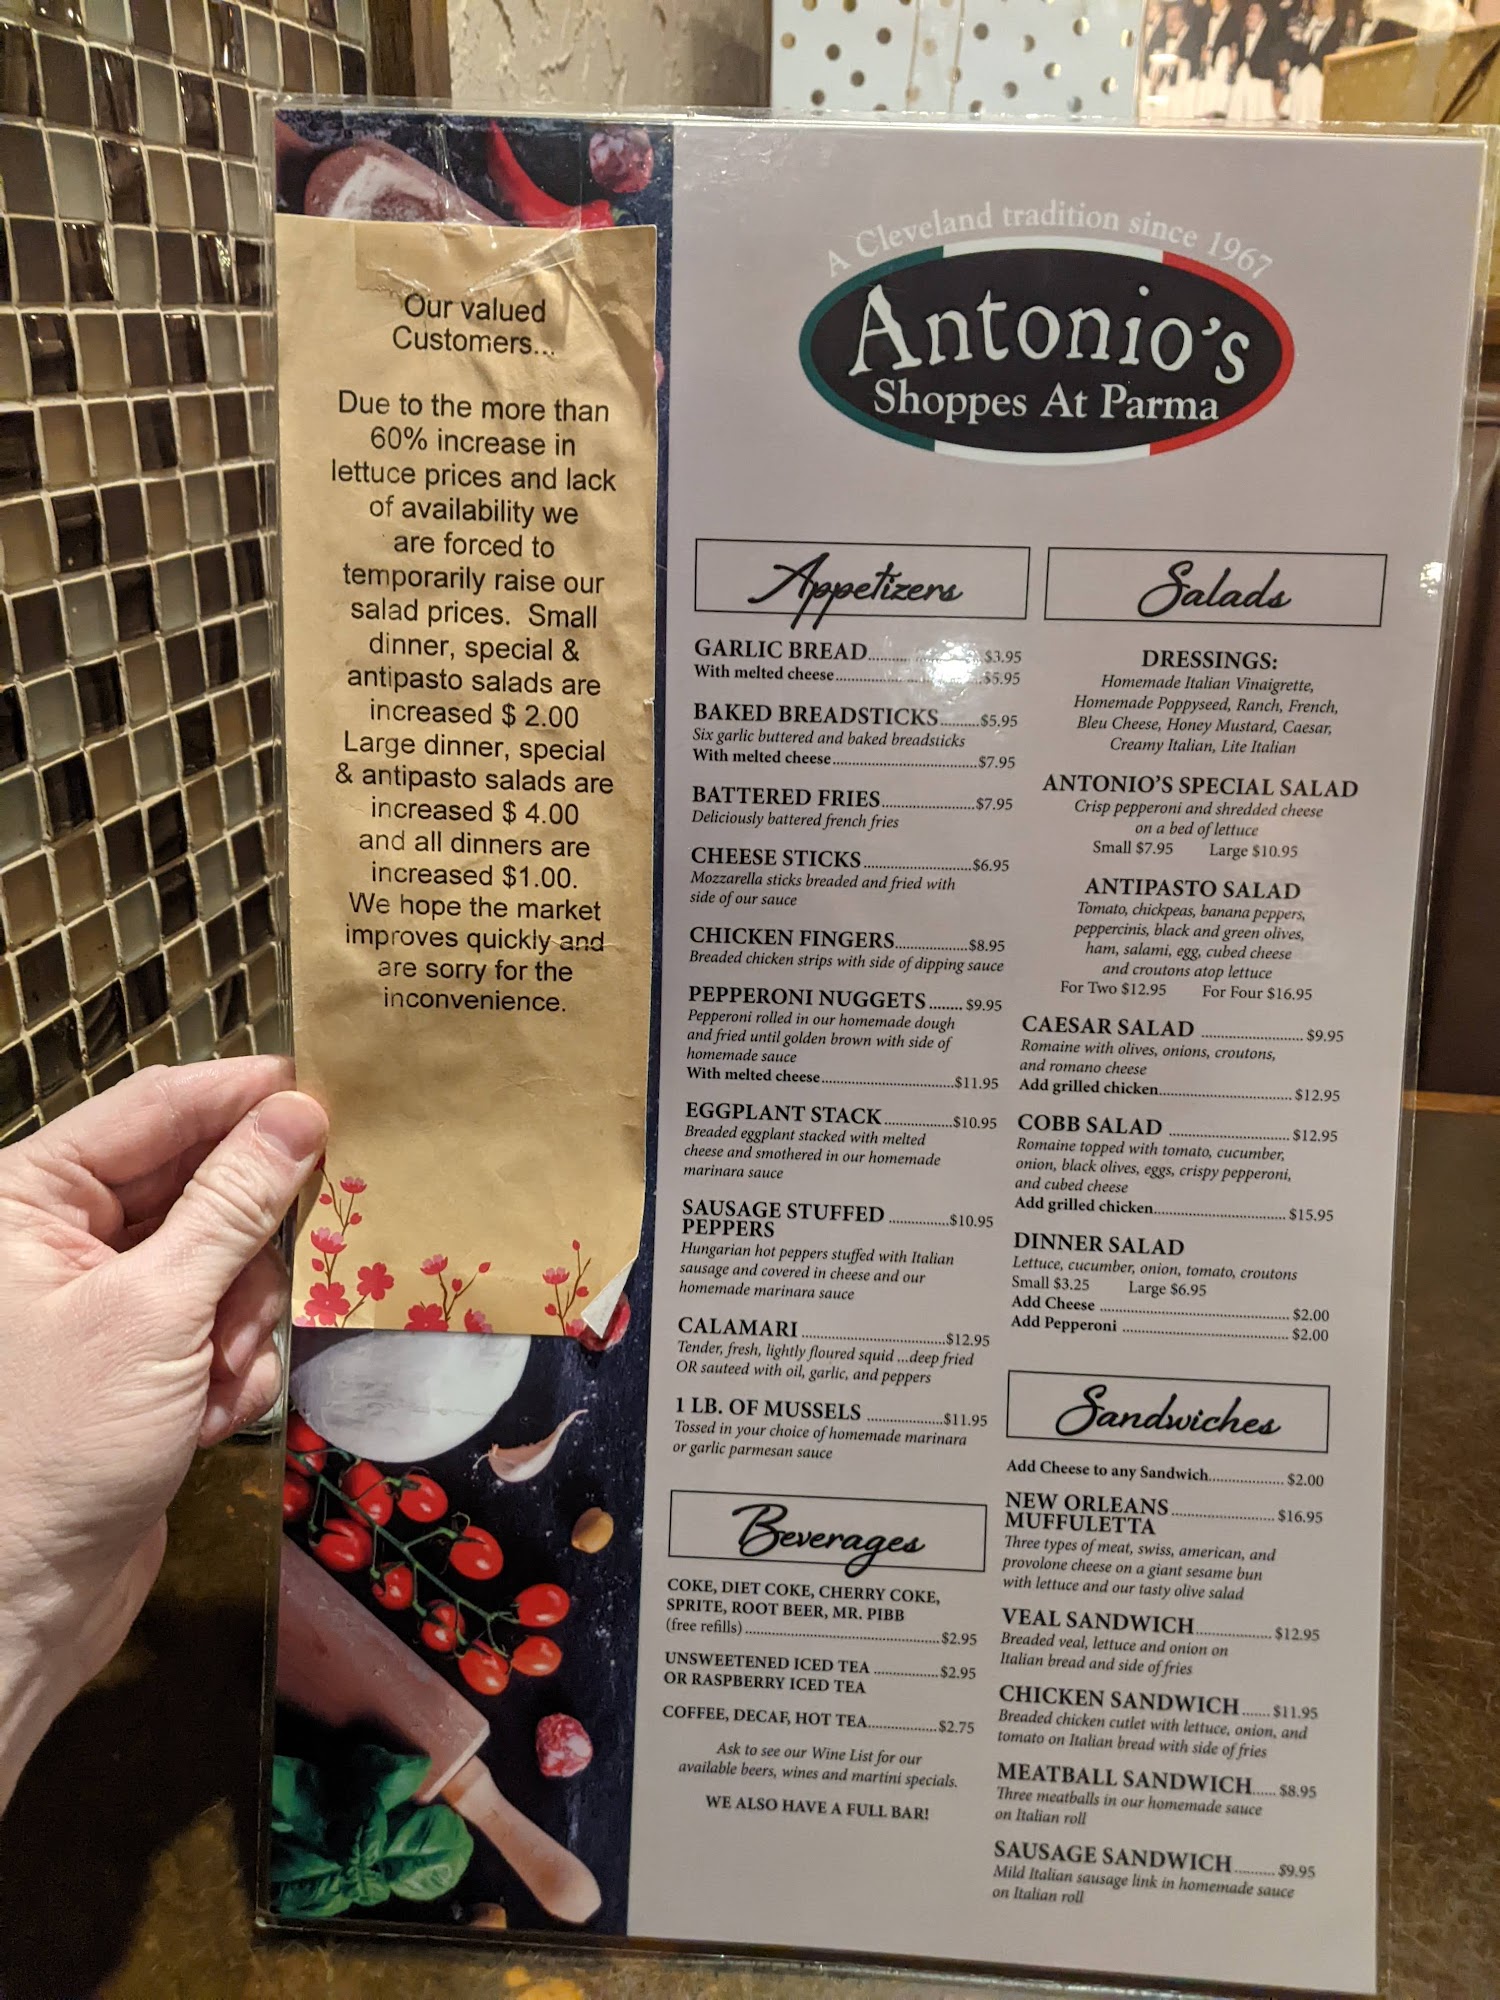 Our valued
Customers...
Due to the more than
60% increase in
lettuce prices and lack
of availability we
are forced to
temporarily raise our
salad prices. Small
dinner, special &
antipasto salads are
increased $ 2.00
Large dinner, special
& antipasto salads are
increased $ 4.00
and all dinners are
increased $1.00.
We hope the market
improves quickly and
are sorry for the
inconvenience.
A Cleveland tradition since 1967
Antonio's
Shoppes At Parma
Appetizers
GARLIC BREAD.......... $3.95
With melted cheese.......... $5.95
BAKED BREADSTICKS.......... $5.95
Six garlic buttered and baked breadsticks
With melted cheese.......... $7.95
BATTERED FRIES.......... $7.95
Deliciously battered french fries
CHEESE STICKS.......... $6.95
Mozzarella sticks breaded and fried with
side of our sauce
CHICKEN FINGERS.......... $8.95
Breaded chicken strips with side of dipping sauce
PEPPERONI NUGGETS........ $9.95
Pepperoni rolled in our homemade dough
and fried until golden brown with side of
homemade sauce
With melted cheese.......... $11.95
EGGPLANT STACK.......... $10.95
Breaded eggplant stacked with melted
cheese and smothered in our homemade
marinara sauce
SAUSAGE STUFFED.......... $10.95
PEPPERS
Hungarian hot peppers stuffed with Italian
sausage and covered in cheese and our
homemade marinara sauce
CALAMARI.......... $12.95
Tender, fresh, lightly floured squid ...deep fried
OR sauteed with oil, garlic, and peppers
1 LB. OF MUSSELS.......... $11.95
Tossed in your choice of homemade marinara
or garlic parmesan sauce
Beverages
COKE, DIET COKE, CHERRY COKE,
SPRITE, ROOT BEER, MR. PIBB
(free refills).......... $2.95
UNSWEETENED ICED TEA.......... $2.95
OR RASPBERRY ICED TEA
COFFEE, DECAF, HOT TEA.......... $2.75
Ask to see our Wine List for our
available beers, wines and martini specials.
WE ALSO HAVE A FULL BAR!
Salads
DRESSINGS:
Homemade Italian Vinaigrette,
Homemade Poppyseed, Ranch, French,
Bleu Cheese, Honey Mustard, Caesar,
Creamy Italian, Lite Italian
ANTONIO'S SPECIAL SALAD
Crisp pepperoni and shredded cheese
on a bed of lettuce
Small $7.95 Large $10.95
ANTIPASTO SALAD
Tomato, chickpeas, banana peppers,
peppercinis, black and green olives,
ham, salami, egg, cubed cheese
and croutons atop lettuce
For Two $12.95 For Four $16.95
CAESAR SALAD.......... $9.95
Romaine with olives, onions, croutons,
and romano cheese
Add grilled chicken.......... $12.95
COBB SALAD.......... $12.95
Romaine topped with tomato, cucumber,
onion, black olives, eggs, crispy pepperoni,
and cubed cheese
Add grilled chicken.......... $15.95
DINNER SALAD
Lettuce, cucumber, onion, tomato, croutons
Small $3.25 Large $6.95
Add Cheese.......... $2.00
Add Pepperoni.......... $2.00
Sandwiches
Add Cheese to any Sandwich.......... $2.00
NEW ORLEANS.......... $16.95
MUFFULETTA
Three types of meat, swiss, american, and
provolone cheese on a giant sesame bun
with lettuce and our tasty olive salad
VEAL SANDWICH.......... $12.95
Breaded veal, lettuce and onion on
Italian bread and side of fries
CHICKEN SANDWICH...... $11.95
Breaded chicken cutlet with lettuce, onion, and
tomato on Italian bread with side of fries
MEATBALL SANDWICH..... $8.95
Three meatballs in our homemade sauce
on Italian roll
SAUSAGE SANDWICH.......... $9.95
Mild Italian sausage link in homemade sauce
on Italian roll